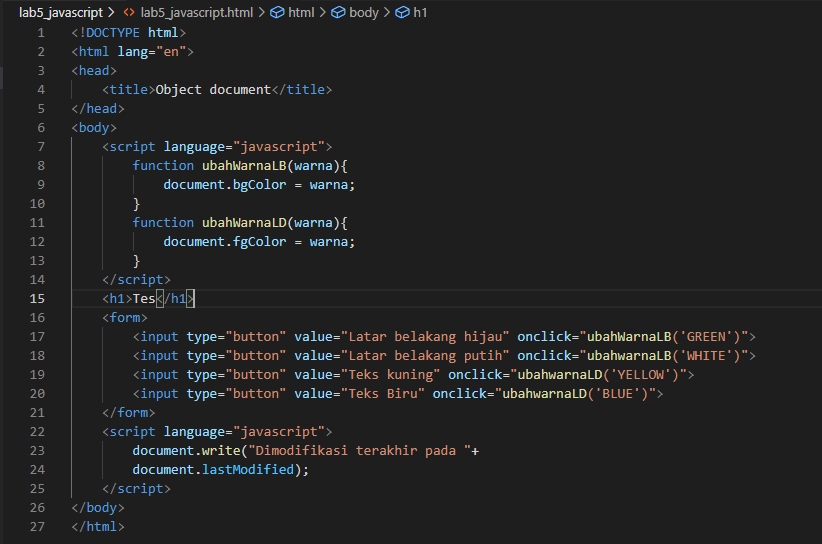 lab5_javascript > <> lab5_javascript.html > html > body > h1
1 <!DOCTYPE html>
2 <html lang="en">
3 <head>
4 <title>Object document</title>
5 </head>
6 <body>
7 <script language="javascript">
8 function ubahWarnaLB(warna){
9 document.bgColor = warna;
10 }
11 function ubahWarnaLD(warna){
12 document.fgColor = warna;
13 }
14 </script>
15 <h1>Tes</h1>
16 <form>
17 <input type="button" value="Latar belakang hijau" onclick="ubahWarnaLB('GREEN')">
18 <input type="button" value="Latar belakang putih" onclick="ubahwarnaLB('WHITE')">
19 <input type="button" value="Teks kuning" onclick="ubahwarnaLD('YELLOW')">
20 <input type="button" value="Teks Biru" onclick="ubahwarnaLD('BLUE')">
21 </form>
22 <script language="javascript">
23 document.write("Dimodifikasi terakhir pada "+
24 document.lastModified);
25 </script>
26 </body>
27 </html>